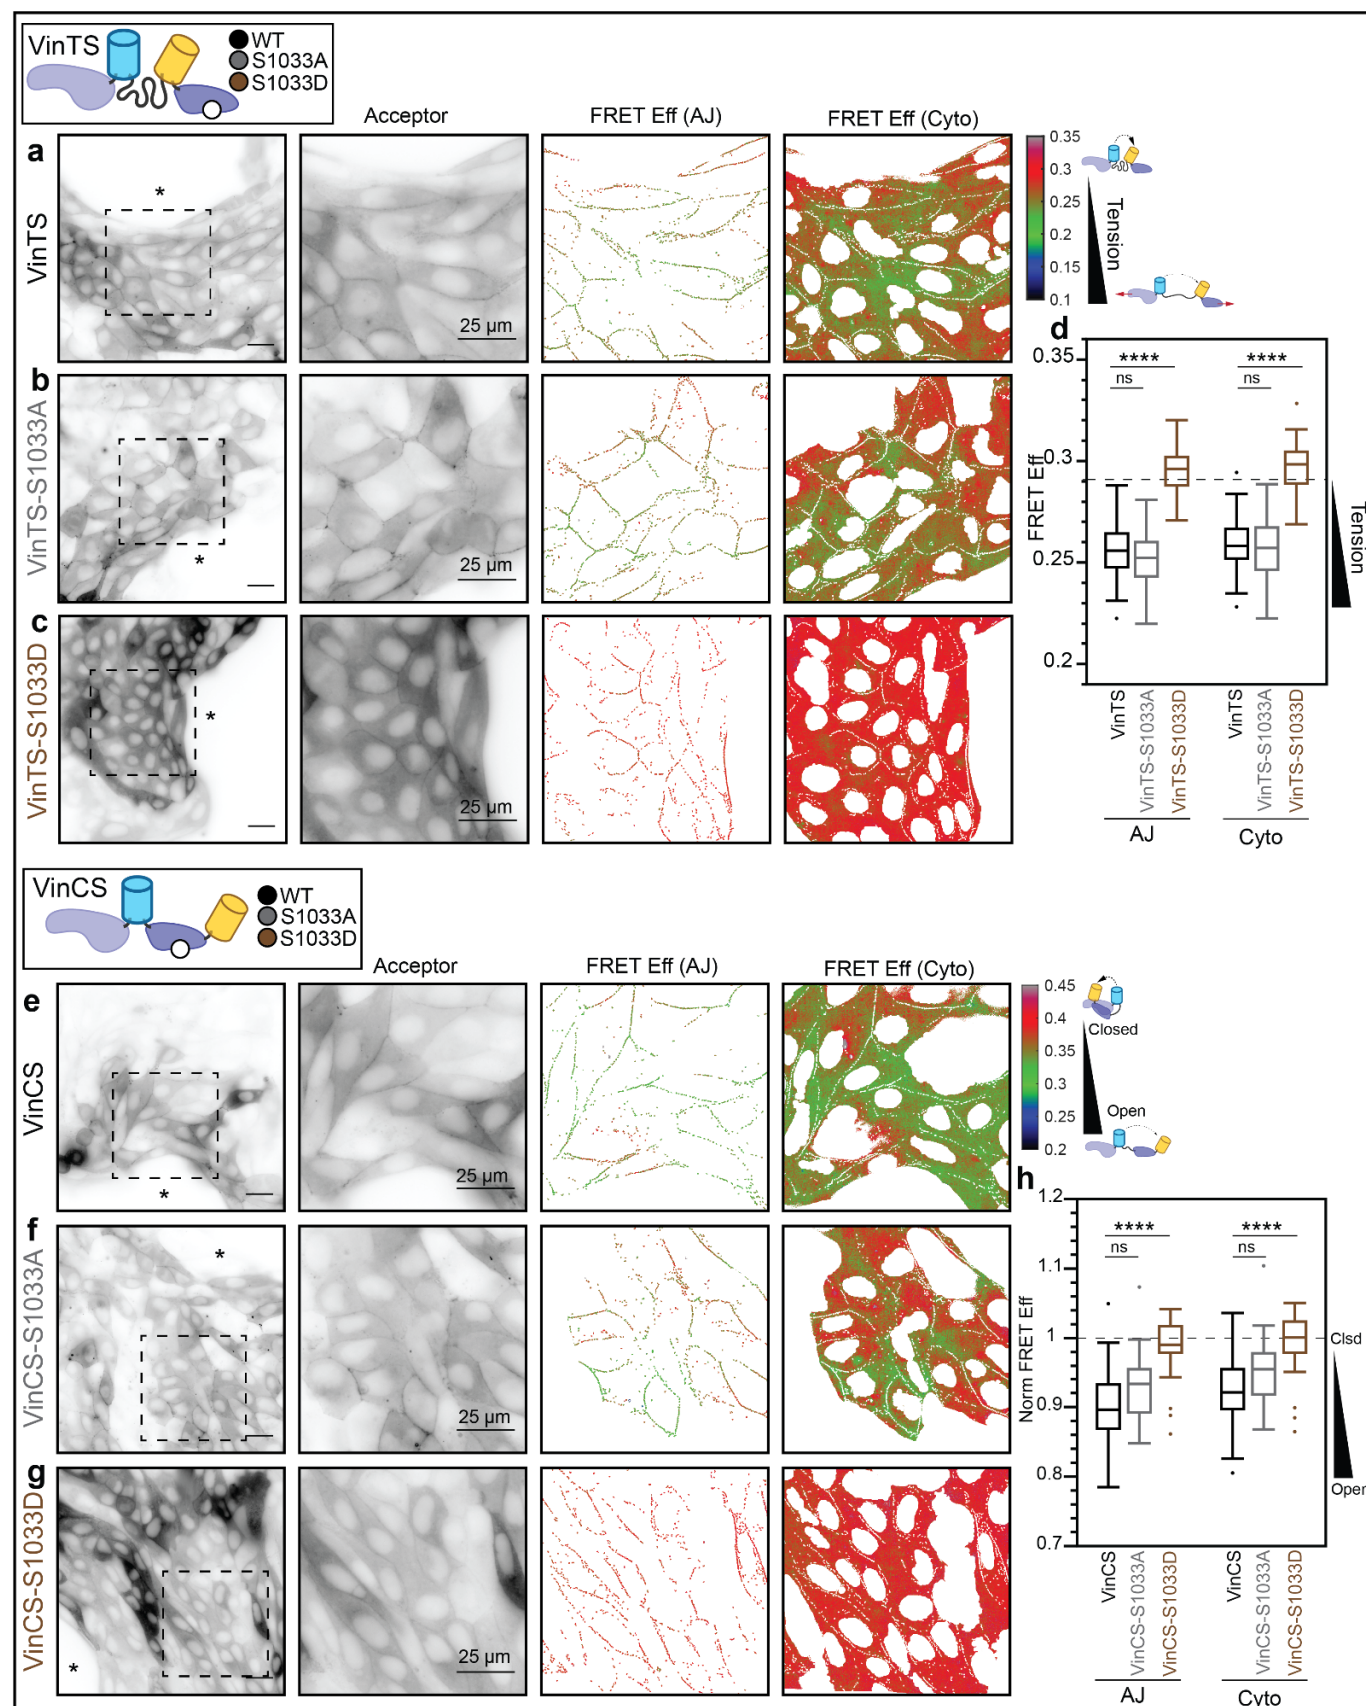 VinTS
WT
S1033A
S1033D
Acceptor
FRET Eff (AJ)
FRET Eff (Cyto)
a
VinTS
*
25 µm
0.35
0.3
0.25
0.2
0.15
0.1
Tension
b
VinTS-S1033A
*
25 µm
c
VinTS-S1033D
*
25 µm
d
FRET Eff
0.35
0.3
0.25
0.2
****
ns
****
ns
Tension
VinTS
VinTS-S1033A
VinTS-S1033D
VinTS
VinTS-S1033A
VinTS-S1033D
AJ
Cyto
VinCS
WT
S1033A
S1033D
Acceptor
FRET Eff (AJ)
FRET Eff (Cyto)
e
VinCS
*
25 µm
0.45
0.4
0.35
0.3
0.25
0.2
Closed
Open
f
VinCS-S1033A
*
25 µm
g
VinCS-S1033D
*
25 µm
h
Norm FRET Eff
1.2
1.1
1
0.9
0.8
0.7
****
ns
****
ns
Clsd
Open
VinCS
VinCS-S1033A
VinCS-S1033D
VinCS
VinCS-S1033A
VinCS-S1033D
AJ
Cyto